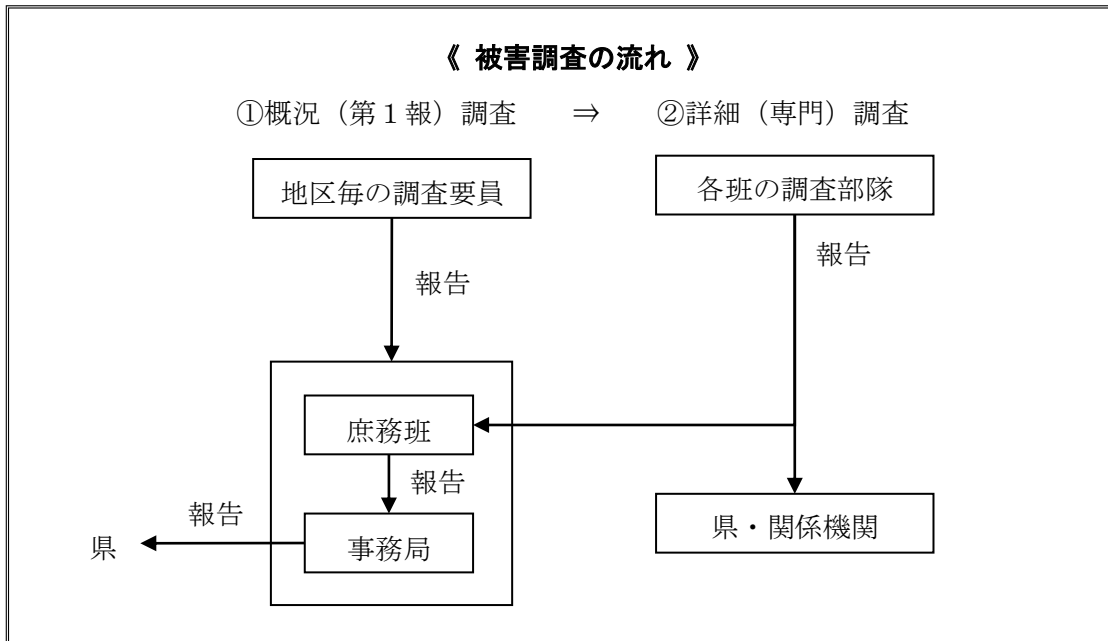 《 被害調査の流れ 》
①概況（第１報）調査　⇒　②詳細（専門）調査
地区毎の調査要員
各班の調査部隊
報告
報告
庶務班
報告
報告
事務局
県
県・関係機関